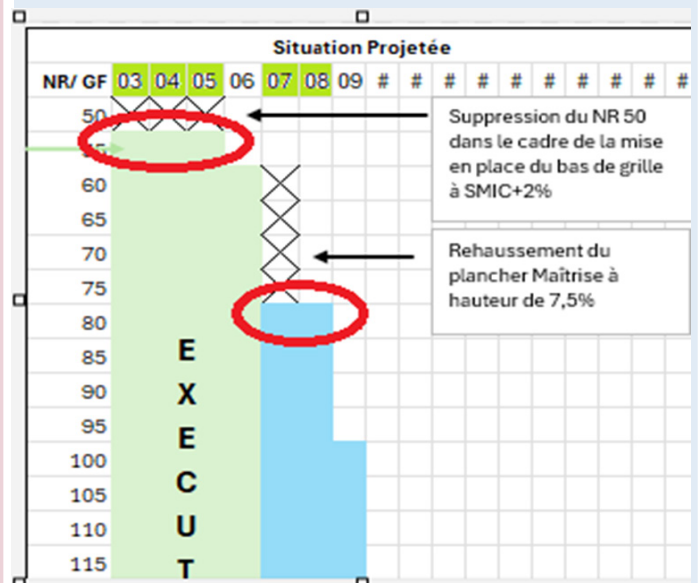 Situation Projetée
NR/ GF 03 04 05 06 07 08 09 # # # # # # # # # #
50
Suppression du NR 50
dans le cadre de la mise
en place du bas de grille
à SMIC+2%
60
65
70
75
Rehaussement du
plancher Maîtrise à
hauteur de 7,5%
80
85
90
95
100
105
110
115
E
X
E
C
U
T